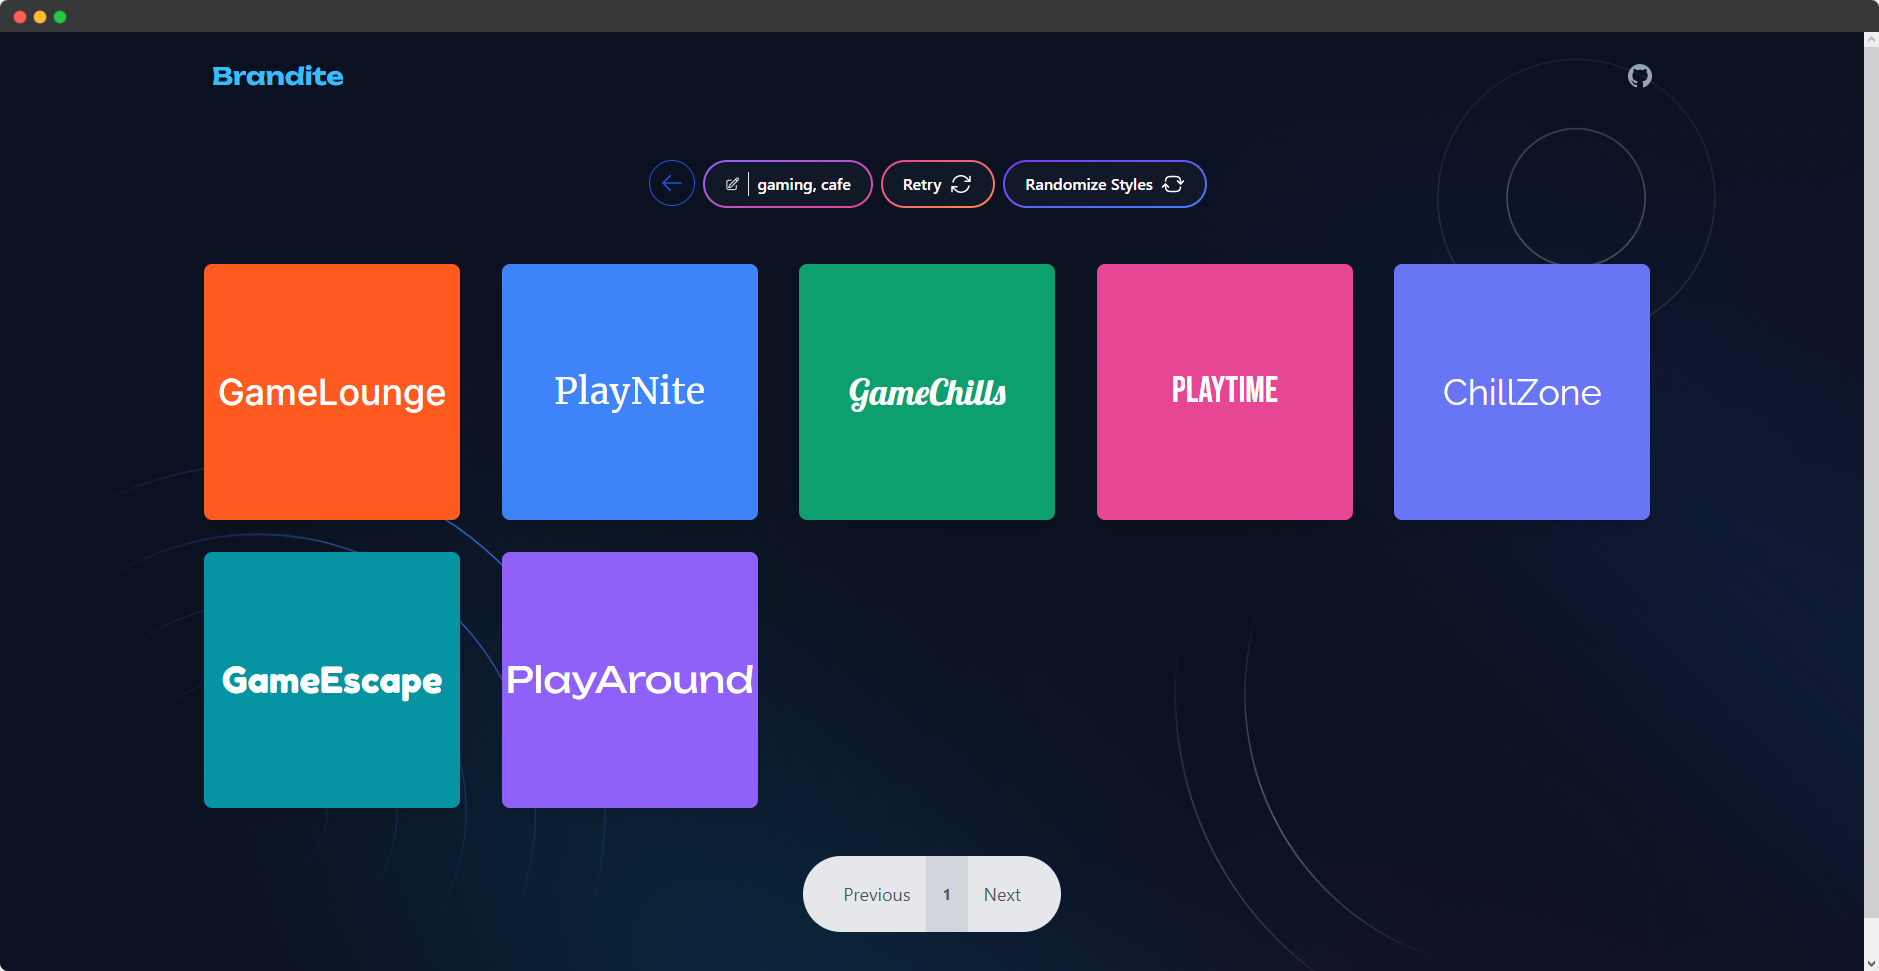 Brandite
gaming, cafe
Retry
Randomize Styles
GameLounge
PlayNite
GameChills
PLAYTIME
ChillZone
GameEscape
PlayAround
Previous
1
Next